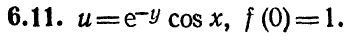 6.11. u=e⁻ʸ cos x, f (0)=1.